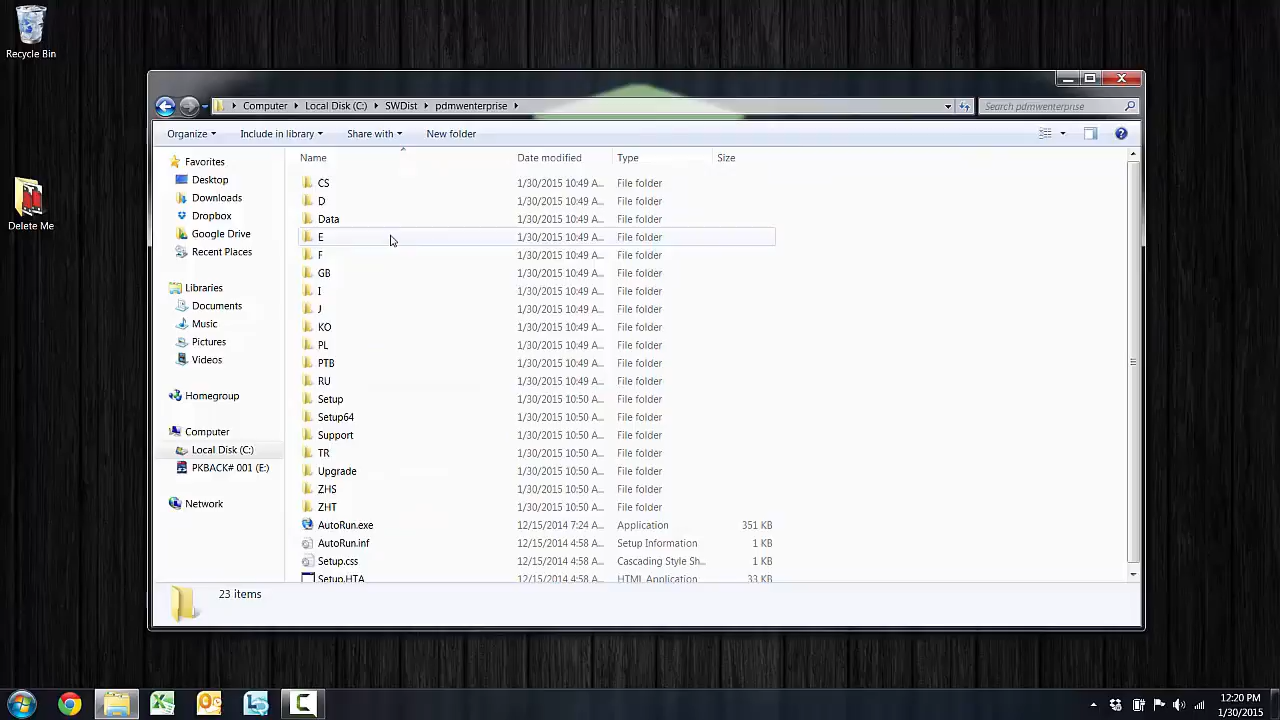 Recycle Bin
Delete Me
Computer Local Disk (C:) SWDist pdmwenterprise
Search pdmwenterprise
Organize Include in library Share with New folder
Name Date modified Type Size
Favorites
Desktop
Downloads
Dropbox
Google Drive
Recent Places
Libraries
Documents
Music
Pictures
Videos
Homegroup
Computer
Local Disk (C:)
PKBACK# 001 (E:)
Network
CS 1/30/2015 10:49 A... File folder
D 1/30/2015 10:49 A... File folder
Data 1/30/2015 10:49 A... File folder
E 1/30/2015 10:49 A... File folder
F 1/30/2015 10:49 A... File folder
GB 1/30/2015 10:49 A... File folder
I 1/30/2015 10:49 A... File folder
J 1/30/2015 10:49 A... File folder
KO 1/30/2015 10:49 A... File folder
PL 1/30/2015 10:49 A... File folder
PTB 1/30/2015 10:49 A... File folder
RU 1/30/2015 10:49 A... File folder
Setup 1/30/2015 10:50 A... File folder
Setup64 1/30/2015 10:50 A... File folder
Support 1/30/2015 10:50 A... File folder
TR 1/30/2015 10:50 A... File folder
Upgrade 1/30/2015 10:50 A... File folder
ZHS 1/30/2015 10:50 A... File folder
ZHT 1/30/2015 10:50 A... File folder
AutoRun.exe 12/15/2014 7:24 A... Application 351 KB
AutoRun.inf 12/15/2014 4:58 A... Setup Information 1 KB
Setup.css 12/15/2014 4:58 A... Cascading Style Sh... 1 KB
Setup.HTA 12/15/2014 4:58 A... HTML Application 33 KB
23 items
12:20 PM
1/30/2015